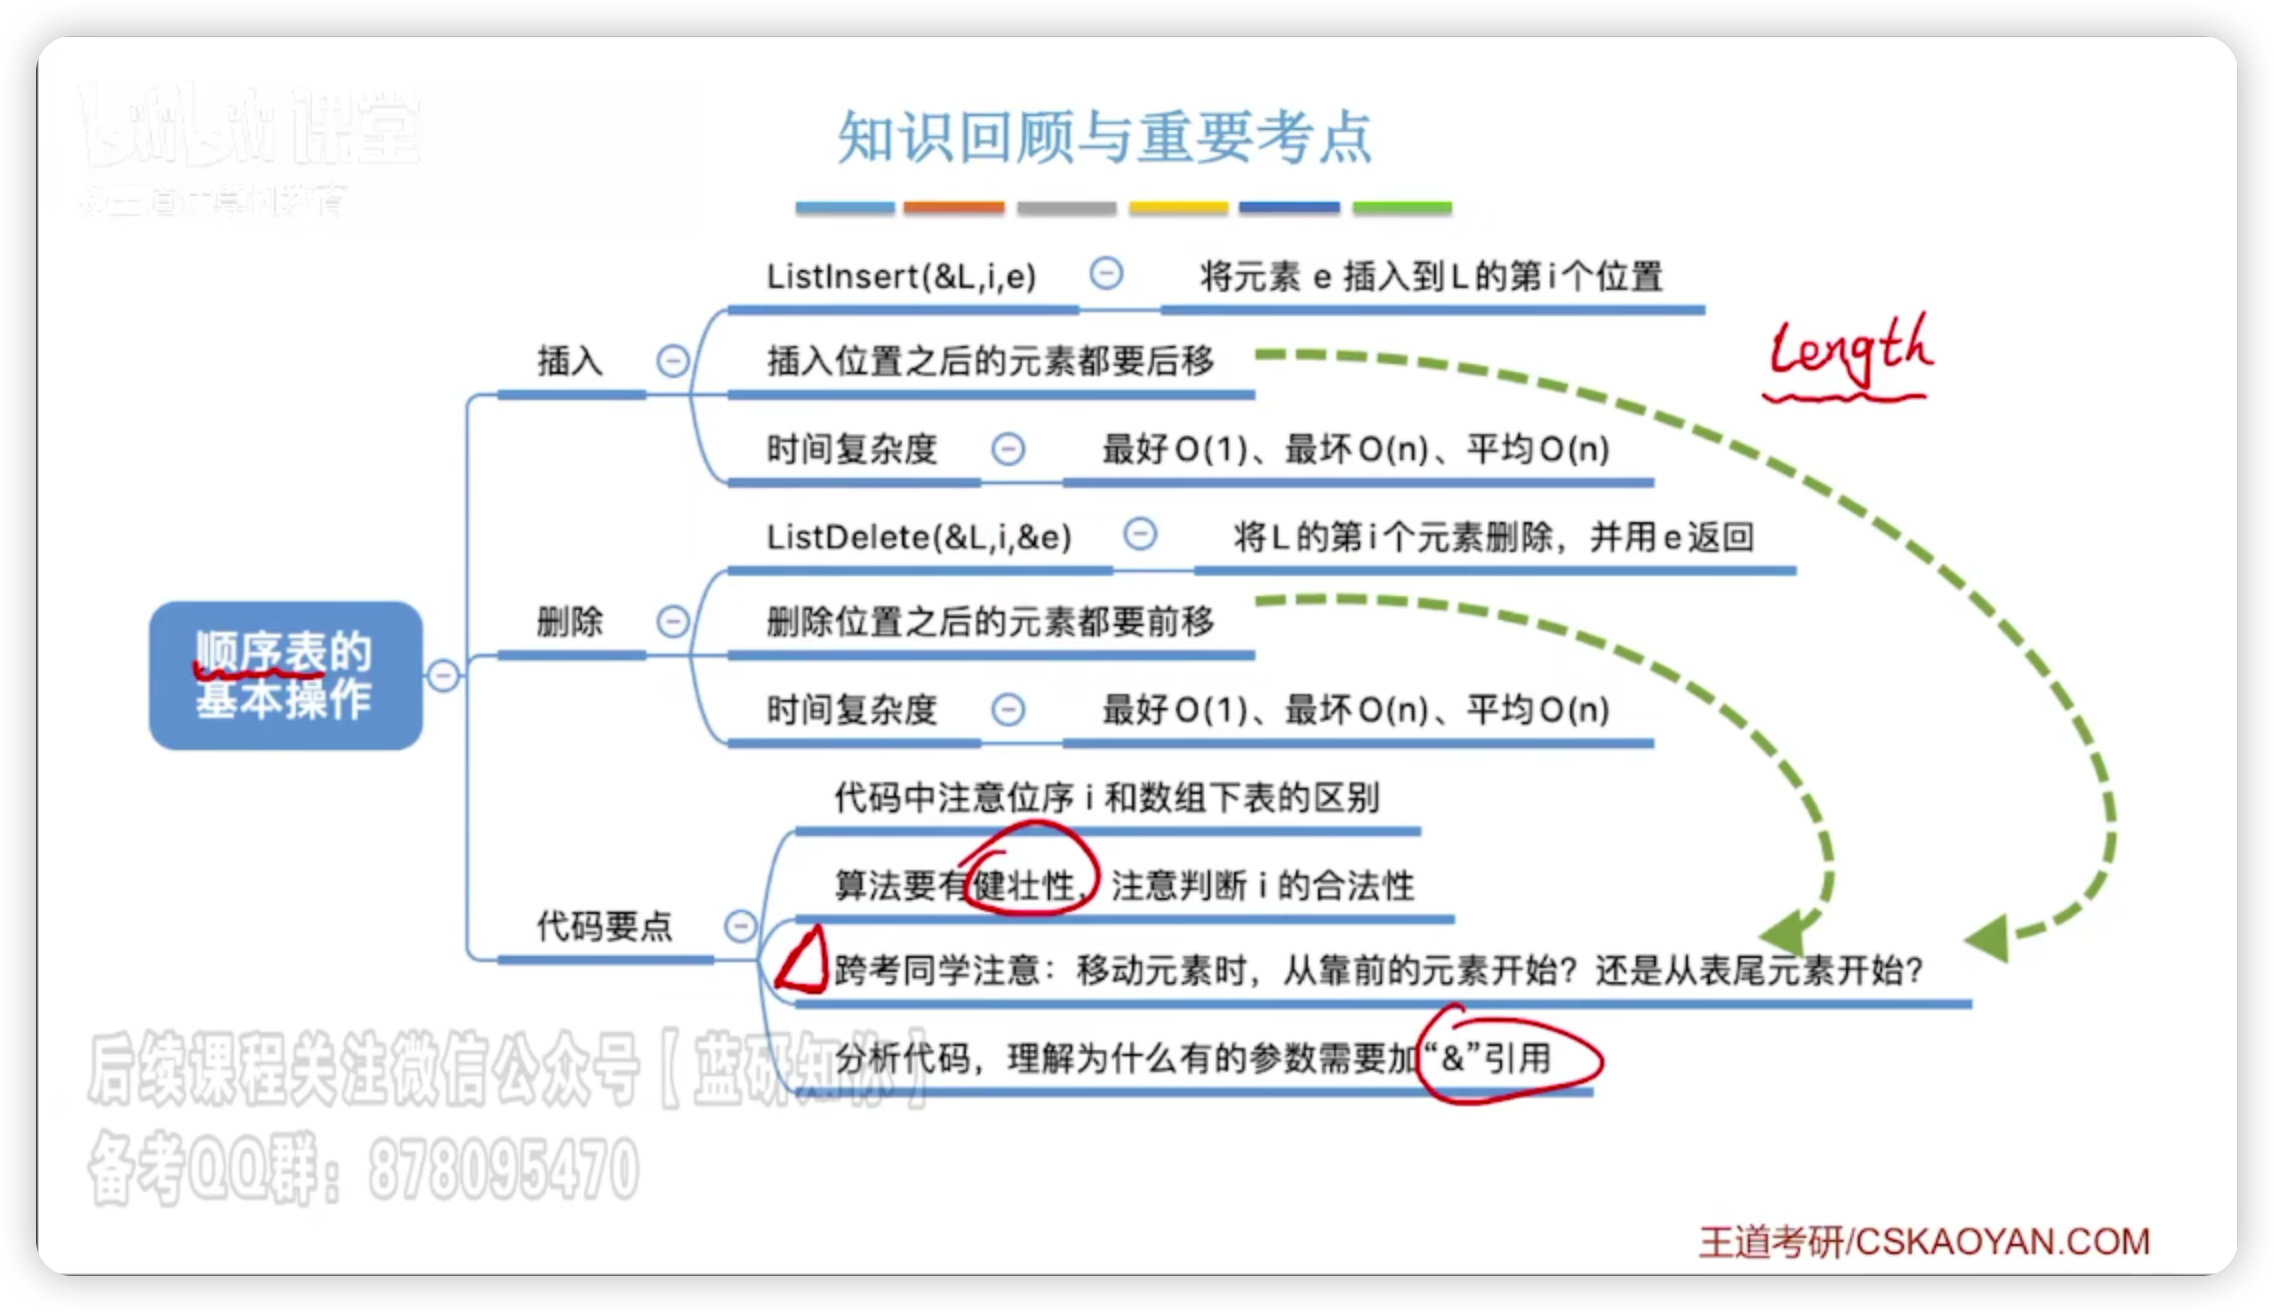 bilibili 课堂
@王道计算机教育
知识回顾与重要考点
ListInsert(&L,i,e)
将元素 e 插入到L的第i个位置
Length
插入
插入位置之后的元素都要后移
时间复杂度
最好O(1)、最坏O(n)、平均O(n)
ListDelete(&L,i,&e)
将L的第i个元素删除，并用e返回
删除
删除位置之后的元素都要前移
顺序表的
基本操作
时间复杂度
最好O(1)、最坏O(n)、平均O(n)
代码中注意位序 i 和数组下表的区别
算法要有健壮性，注意判断 i 的合法性
代码要点
跨考同学注意：移动元素时，从靠前的元素开始？还是从表尾元素开始？
分析代码，理解为什么有的参数需要加“&”引用
后续课程关注微信公众号【蓝研知你】
备考QQ群：878095470
王道考研/CSKAOYAN.COM